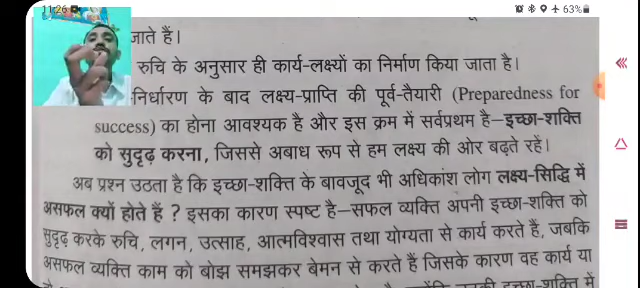 11:26
63%
जाते हैं।
रुचि के अनुसार ही कार्य-लक्ष्यों का निर्माण किया जाता है।
निर्धारण के बाद लक्ष्य-प्राप्ति की पूर्व-तैयारी (Preparedness for
success) का होना आवश्यक है और इस क्रम में सर्वप्रथम है–इच्छा-शक्ति
को सुदृढ़ करना, जिससे अबाध रूप से हम लक्ष्य की ओर बढ़ते रहें।
अब प्रश्न उठता है कि इच्छा-शक्ति के बावजूद भी अधिकांश लोग लक्ष्य-सिद्धि में
असफल क्यों होते हैं ? इसका कारण स्पष्ट है–सफल व्यक्ति अपनी इच्छा-शक्ति को
सुदृढ़ करके रुचि, लगन, उत्साह, आत्मविश्वास तथा योग्यता से कार्य करते हैं, जबकि
असफल व्यक्ति काम को बोझ समझकर बेमन से करते हैं जिसके कारण वह कार्य या